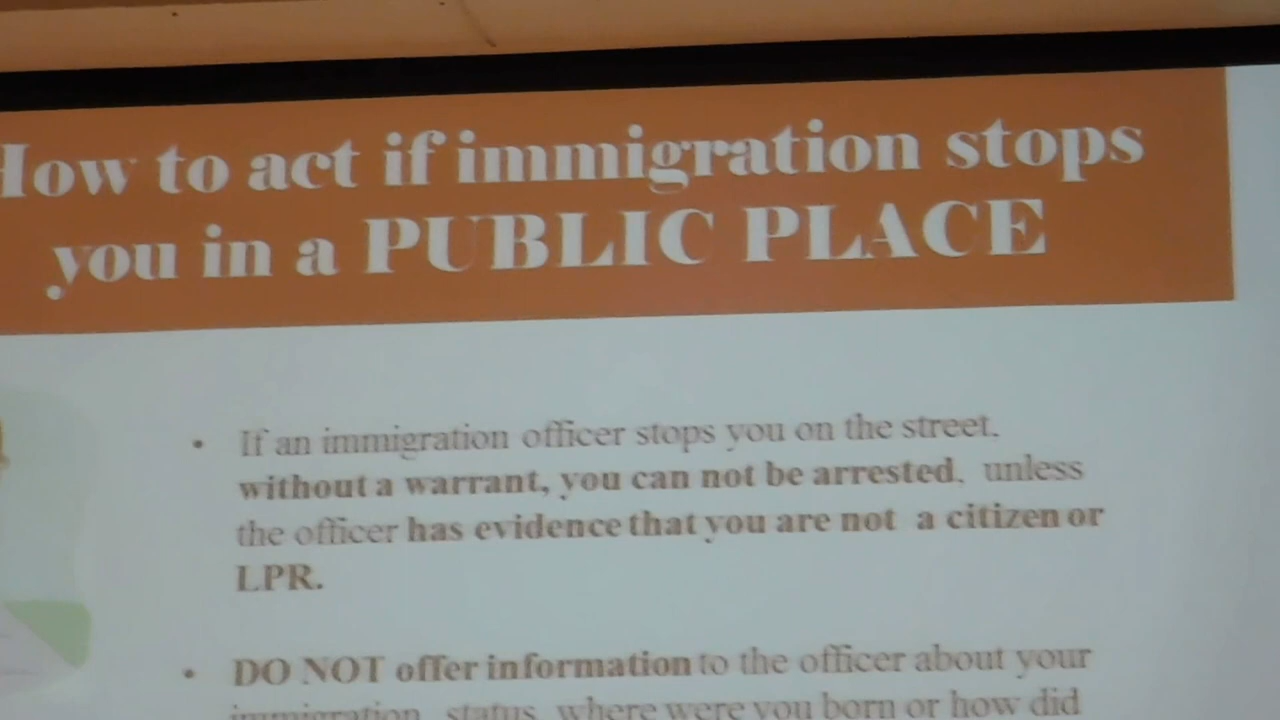 How to act if immigration stops
you in a PUBLIC PLACE
• If an immigration officer stops you on the street.
without a warrant, you can not be arrested, unless
the officer has evidence that you are not a citizen or
LPR.
• DO NOT offer information to the officer about your
immigration status, where were you born or how did